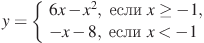 y = { 6x − x², если x ≥ −1,
−x − 8, если x < −1